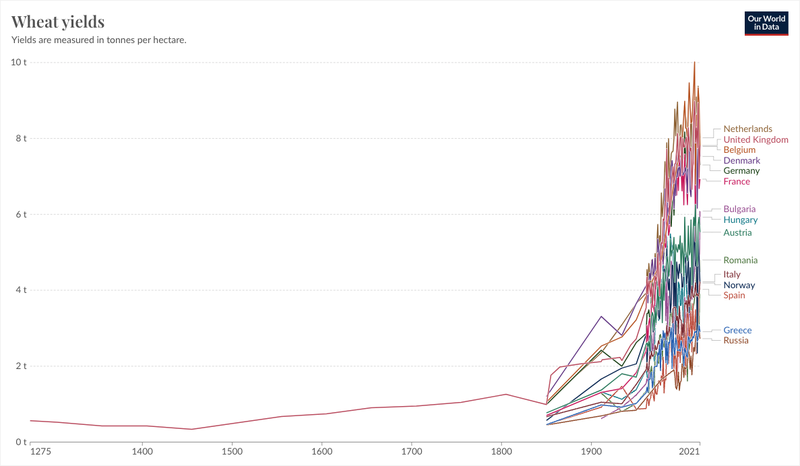 Wheat yields
Our World
in Data
Yields are measured in tonnes per hectare.
10 t
8 t
6 t
4 t
2 t
0 t
Netherlands
United Kingdom
Belgium
Denmark
Germany
France
Bulgaria
Hungary
Austria
Romania
Italy
Norway
Spain
Greece
Russia
1275
1400
1500
1600
1700
1800
1900
2021